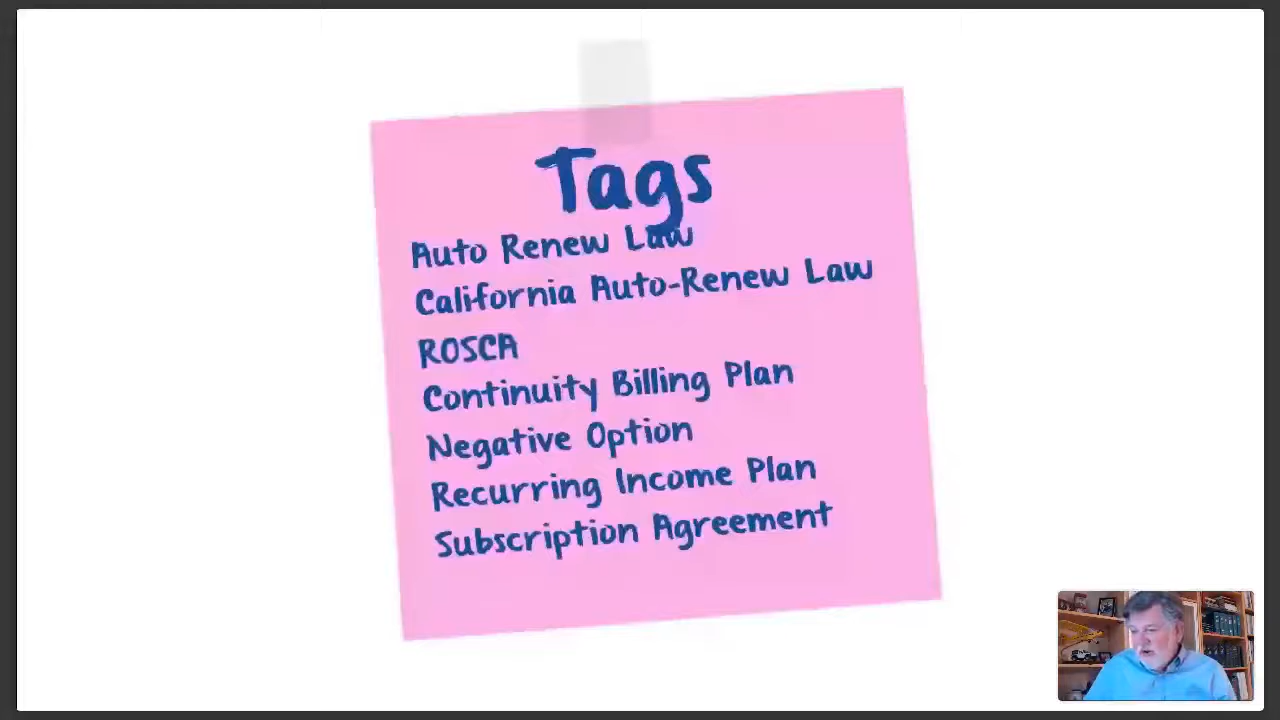 Tags
Auto Renew Law
California Auto-Renew Law
ROSCA
Continuity Billing Plan
Negative Option
Recurring Income Plan
Subscription Agreement